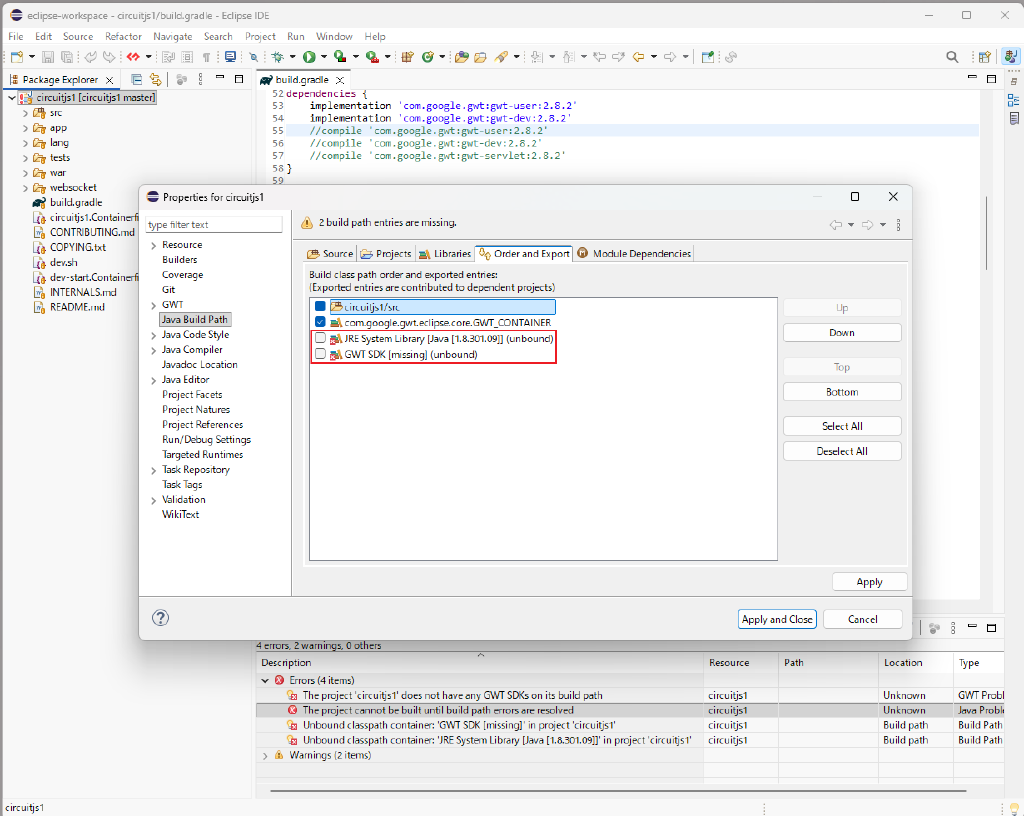 eclipse-workspace - circuitjs1/build.gradle - Eclipse IDE
File Edit Source Refactor Navigate Search Project Run Window Help
Package Explorer
build.gradle
circuitjs1 [circuitjs1 master]
src
app
lang
tests
war
websocket
build.gradle
circuitjs1.Containerfi
CONTRIBUTING.md
COPYING.txt
dev.sh
dev-start.Containerfi
INTERNALS.md
README.md
52 dependencies {
53 implementation 'com.google.gwt:gwt-user:2.8.2'
54 implementation 'com.google.gwt:gwt-dev:2.8.2'
55 //compile 'com.google.gwt:gwt-user:2.8.2'
56 //compile 'com.google.gwt:gwt-dev:2.8.2'
57 //compile 'com.google.gwt:gwt-servlet:2.8.2'
58 }
59
Properties for circuitjs1
type filter text
Resource
Builders
Coverage
Git
GWT
Java Build Path
Java Code Style
Java Compiler
Javadoc Location
Java Editor
Project Facets
Project Natures
Project References
Run/Debug Settings
Targeted Runtimes
Task Repository
Task Tags
Validation
WikiText
2 build path entries are missing.
Source Projects Libraries Order and Export Module Dependencies
Build class path order and exported entries:
(Exported entries are contributed to dependent projects)
circuitjs1/src
com.google.gwt.eclipse.core.GWT_CONTAINER
JRE System Library [Java [1.8.301.09]] (unbound)
GWT SDK [missing] (unbound)
Up
Down
Top
Bottom
Select All
Deselect All
Apply
Apply and Close Cancel
4 errors, 2 warnings, 0 others
Description Resource Path Location Type
Errors (4 items)
The project 'circuitjs1' does not have any GWT SDKs on its build path circuitjs1 Unknown GWT Probl
The project cannot be built until build path errors are resolved circuitjs1 Unknown Java Proble
Unbound classpath container: 'GWT SDK [missing]' in project 'circuitjs1' circuitjs1 Build path Build Path
Unbound classpath container: 'JRE System Library [Java [1.8.301.09]]' in project 'circuitjs1' circuitjs1 Build path Build Path
Warnings (2 items)
circuitjs1